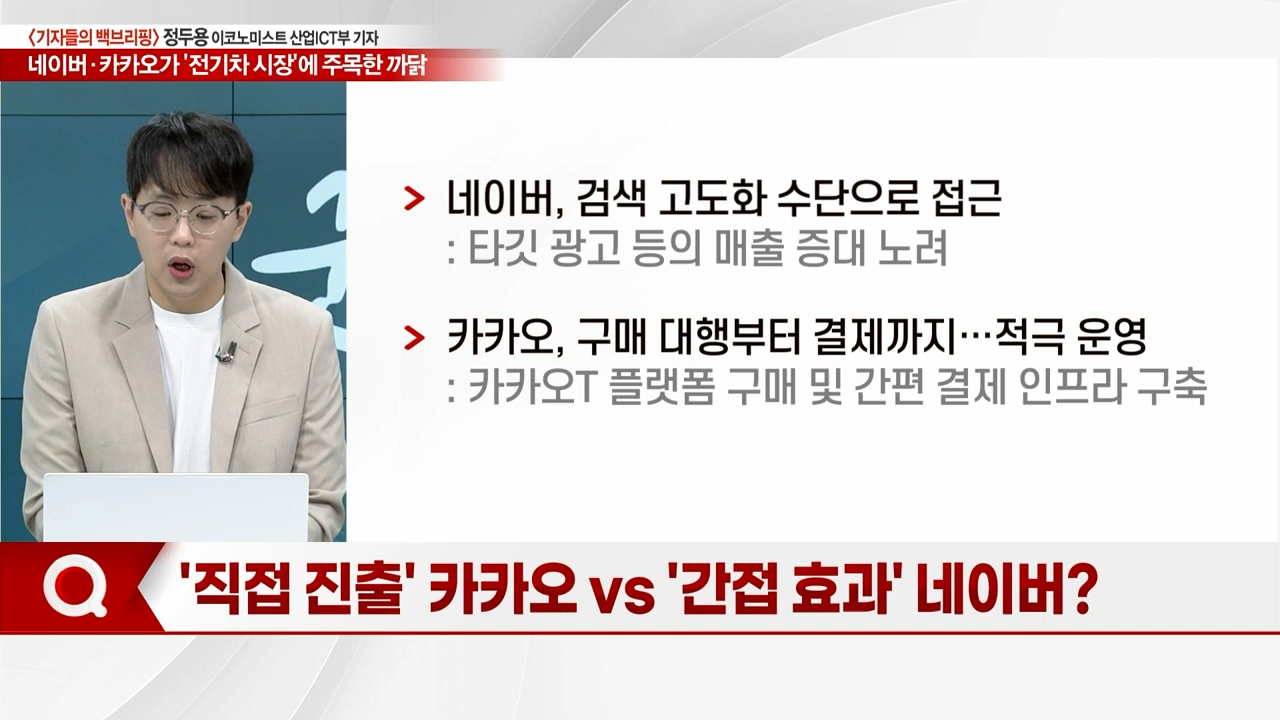 〈기자들의 백브리핑〉 정두용 이코노미스트 산업ICT부 기자
네이버·카카오가 '전기차 시장'에 주목한 까닭
> 네이버, 검색 고도화 수단으로 접근
: 타깃 광고 등의 매출 증대 노려
> 카카오, 구매 대행부터 결제까…적극 운영
: 카카오T 플랫폼 구매 및 간편 결제 인프라 구축
Q '직접 진출' 카카오 vs '간접 효과' 네이버?